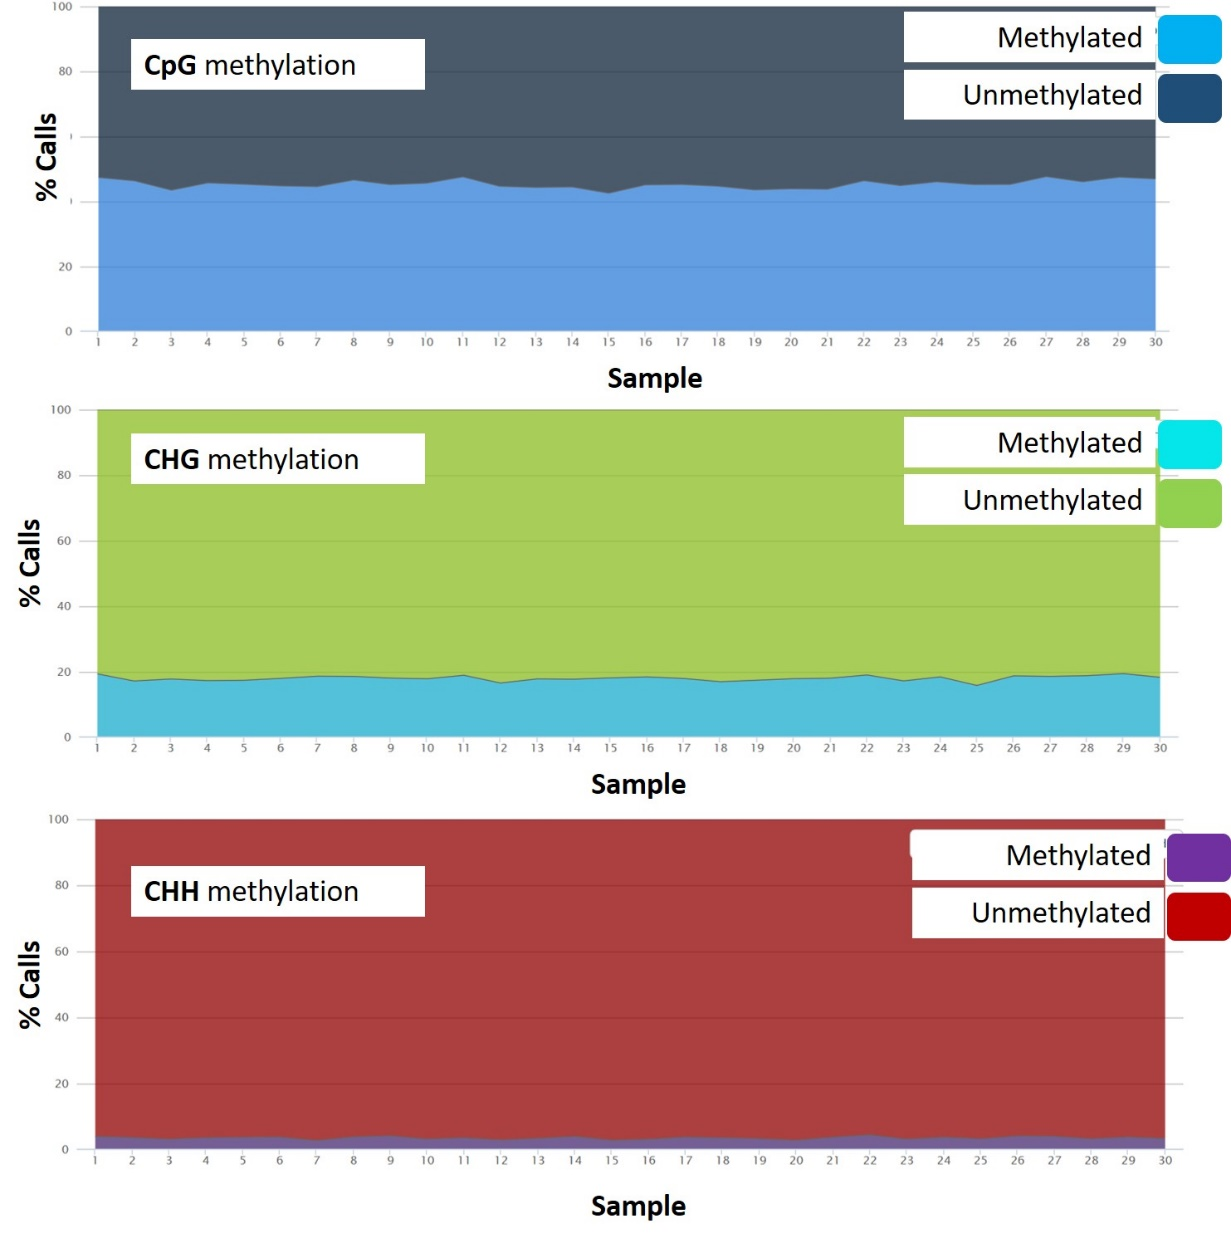 100
CpG methylation
Methylated
80
Unmethylated
% Calls
20
0
1 2 3 4 5 6 7 8 9 10 11 12 13 14 15 16 17 18 19 20 21 22 23 24 25 26 27 28 29 30
Sample
100
CHG methylation
Methylated
80
Unmethylated
60
% Calls
40
20
0
1 2 3 4 5 6 7 8 9 10 11 12 13 14 15 16 17 18 19 20 21 22 23 24 25 26 27 28 29 30
Sample
100
Methylated
80
CHH methylation
Unmethylated
60
% Calls
40
20
0
1 2 3 4 5 6 7 8 9 10 11 12 13 14 15 16 17 18 19 20 21 22 23 24 25 26 27 28 29 30
Sample